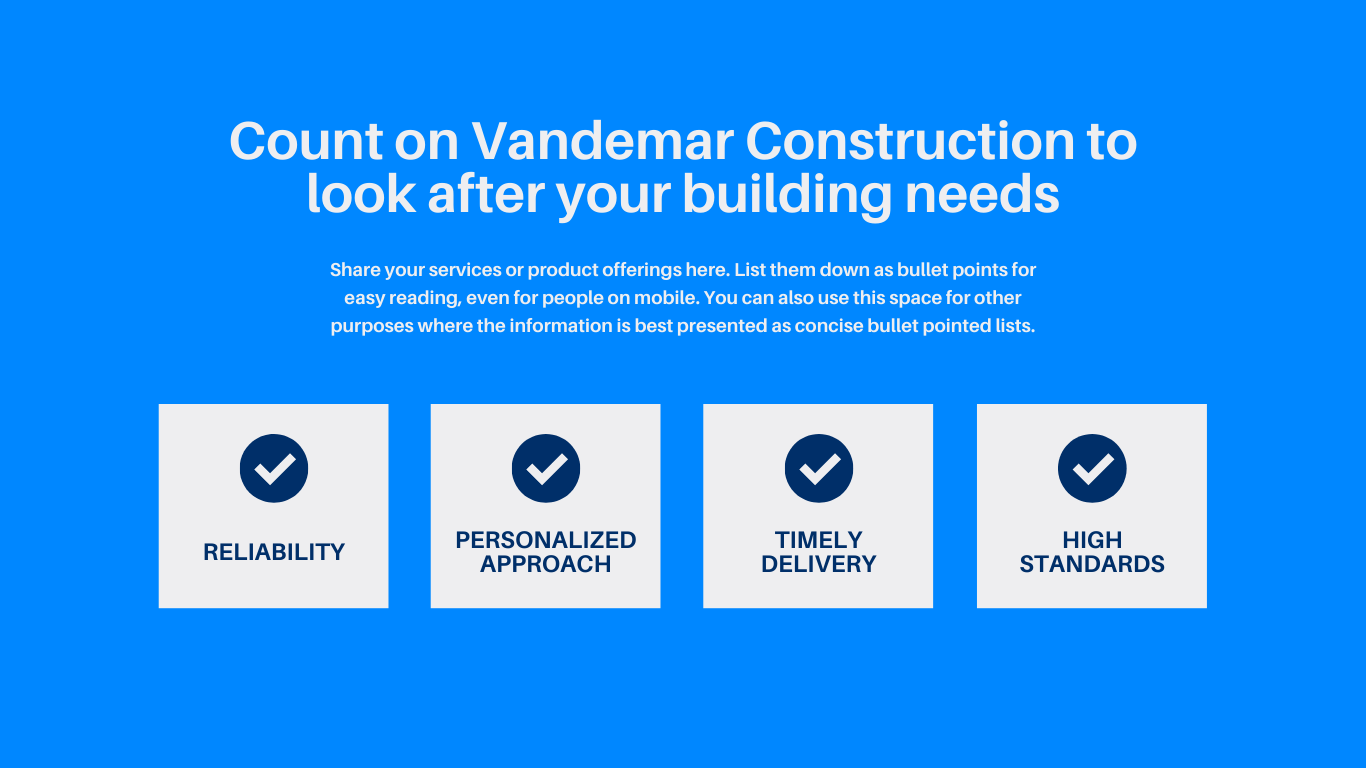 Count on Vandemar Construction to
look after your building needs
Share your services or product offerings here. List them down as bullet points for
easy reading, even for people on mobile. You can also use this space for other
purposes where the information is best presented as concise bullet pointed lists.
RELIABILITY
PERSONALIZED
APPROACH
TIMELY
DELIVERY
HIGH
STANDARDS